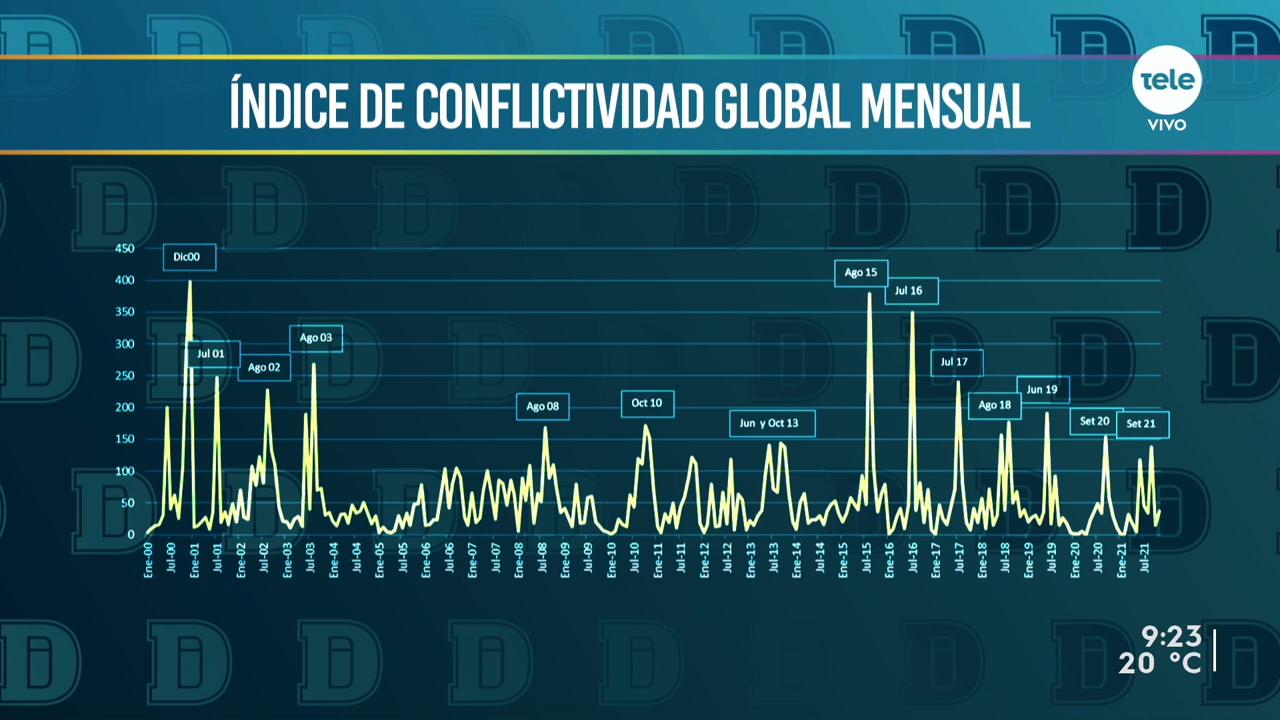 ÍNDICE DE CONFLICTIVIDAD GLOBAL MENSUAL
tele
VIVO
450
400
350
300
250
200
150
100
50
0
Dic00
Jul 01
Ago 02
Ago 03
Ago 08
Oct 10
Jun y Oct 13
Ago 15
Jul 16
Jul 17
Ago 18
Jun 19
Set 20
Set 21
Ene-00
Jul-00
Ene-01
Jul-01
Ene-02
Jul-02
Ene-03
Jul-03
Ene-04
Jul-04
Ene-05
Jul-05
Ene-06
Jul-06
Ene-07
Jul-07
Ene-08
Jul-08
Ene-09
Jul-09
Ene-10
Jul-10
Ene-11
Jul-11
Ene-12
Jul-12
Ene-13
Jul-13
Ene-14
Jul-14
Ene-15
Jul-15
Ene-16
Jul-16
Ene-17
Jul-17
Ene-18
Jul-18
Ene-19
Jul-19
Ene-20
Jul-20
Ene-21
Jul-21
9:23
20 °C